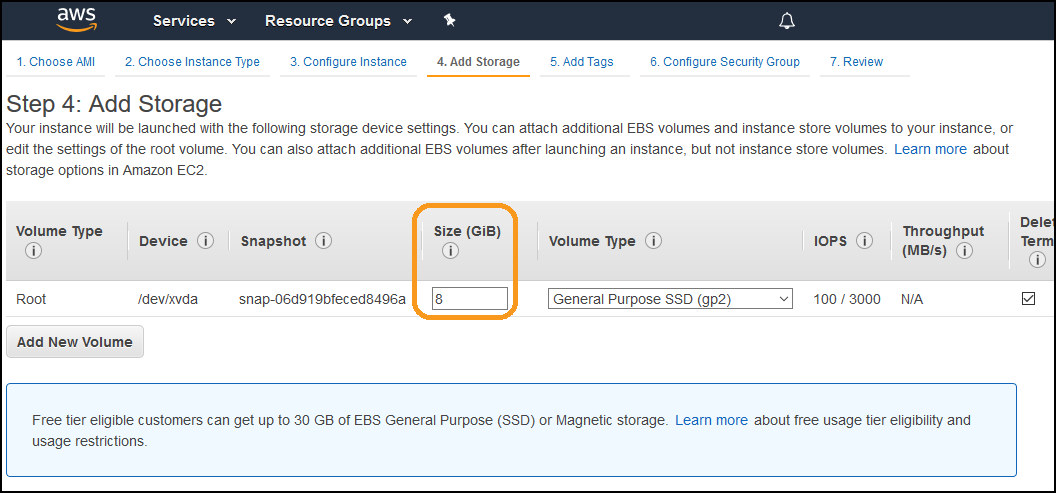 aws Services Resource Groups
1. Choose AMI 2. Choose Instance Type 3. Configure Instance 4. Add Storage 5. Add Tags 6. Configure Security Group 7. Review
Step 4: Add Storage
Your instance will be launched with the following storage device settings. You can attach additional EBS volumes and instance store volumes to your instance, or
edit the settings of the root volume. You can also attach additional EBS volumes after launching an instance, but not instance store volumes. Learn more about
storage options in Amazon EC2.
Volume Type i Device i Snapshot i Size (GiB) i Volume Type i IOPS i Throughput (MB/s) i Delet Term i
Root /dev/xvda snap-06d919bfeced8496a 8 General Purpose SSD (gp2) 100 / 3000 N/A
Add New Volume
Free tier eligible customers can get up to 30 GB of EBS General Purpose (SSD) or Magnetic storage. Learn more about free usage tier eligibility and
usage restrictions.